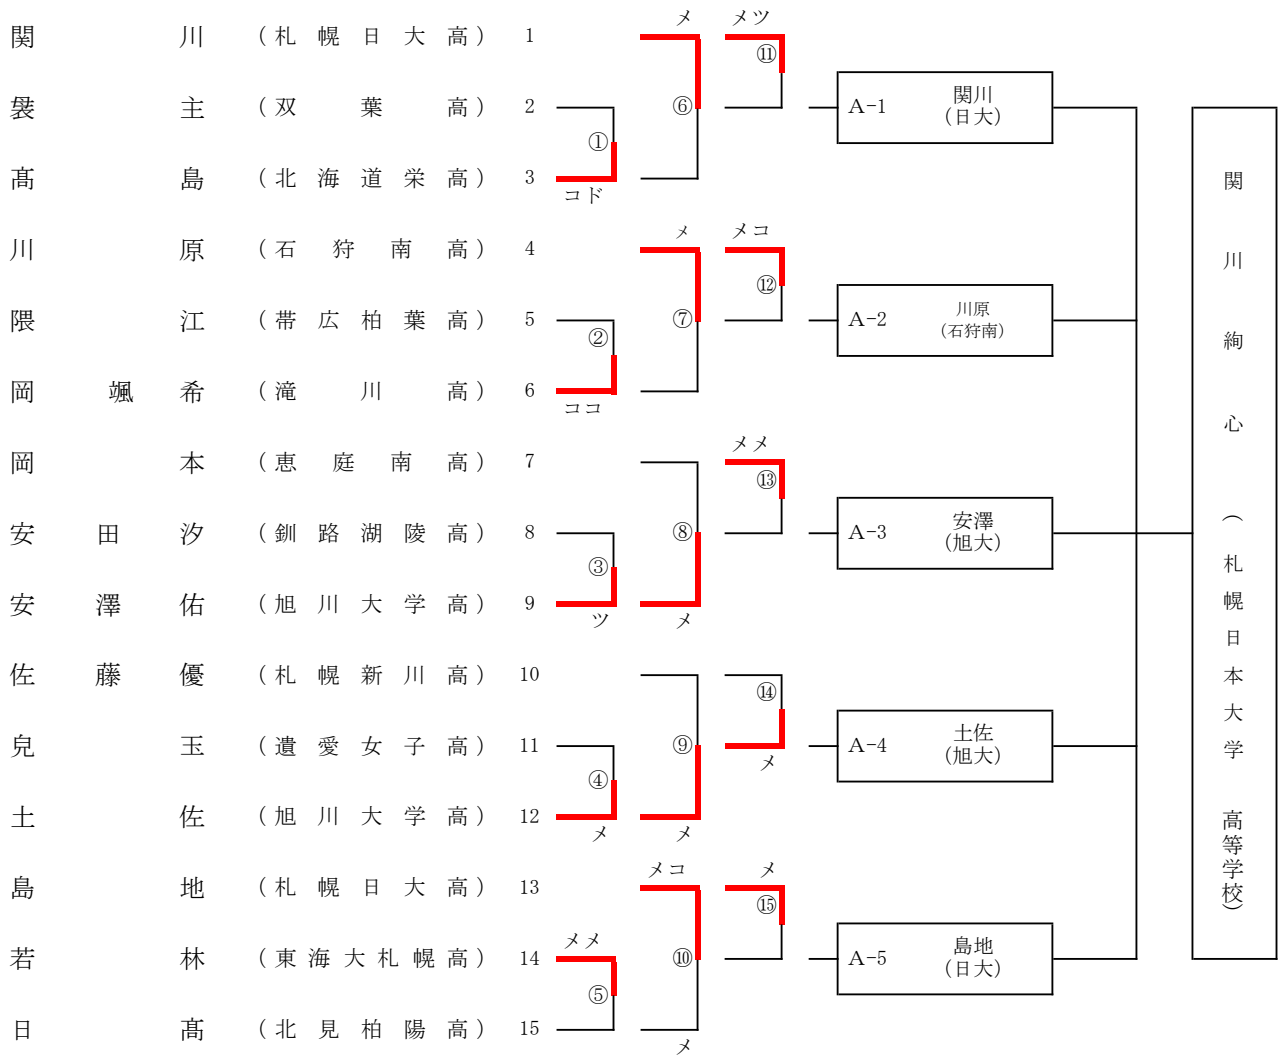 関川 (札幌日大高) 1
裊主 (双葉高) 2
髙島 (北海道栄高) 3
川原 (石狩南高) 4
隈江 (帯広柏葉高) 5
岡颯希 (滝川高) 6
岡本 (恵庭南高) 7
安田汐 (釧路湖陵高) 8
安澤佑 (旭川大学高) 9
佐藤優 (札幌新川高) 10
兒玉 (遺愛女子高) 11
土佐 (旭川大学高) 12
島地 (札幌日大高) 13
若林 (東海大札幌高) 14
日髙 (北見柏陽高) 15
①
コド
②
ココ
③
ツ
④
メ
メメ
⑤
メ
⑥
メ
⑦
⑧
メ
⑨
メ
メコ
⑩
メ
メツ
⑪
メコ
⑫
メメ
⑬
⑭
メ
メ
⑮
A-1 関川
(日大)
A-2 川原
(石狩南)
A-3 安澤
(旭大)
A-4 土佐
(旭大)
A-5 島地
(日大)
関川絢心 (札幌日本大学 高等学校)